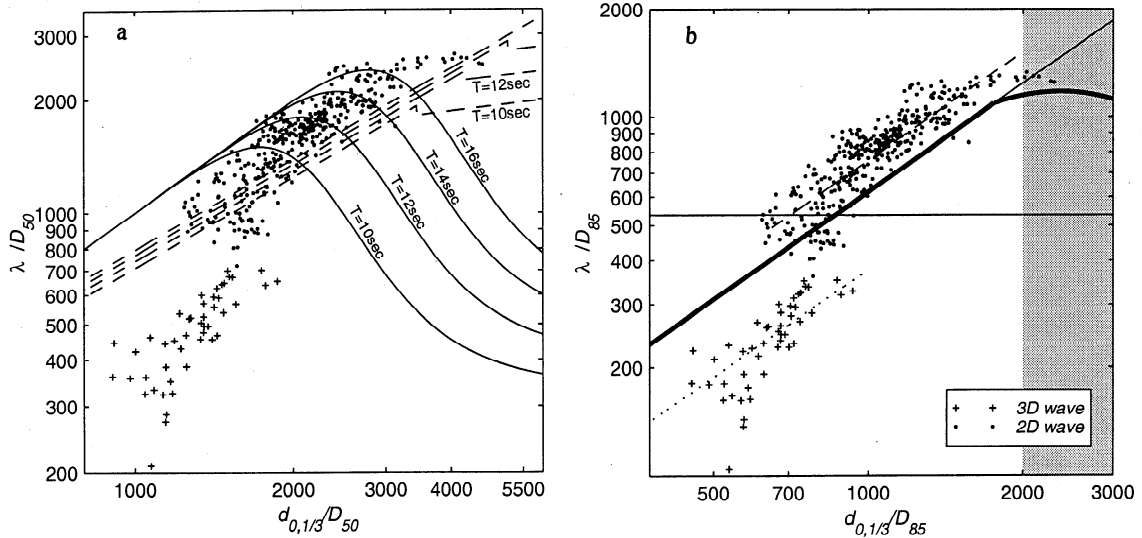 a
3000
2000
1000
900
800
700
600
500
400
300
200
λ /D50
T=12sec
T=10sec
T=16sec
T=14sec
T=12sec
T=10sec
1000
2000
3000
4000
5500
d0,1/3/D50
b
2000
1000
900
800
700
600
500
400
300
200
λ /D85
+ + 3D wave
• • 2D wave
500
700
1000
2000
3000
d0,1/3/D85